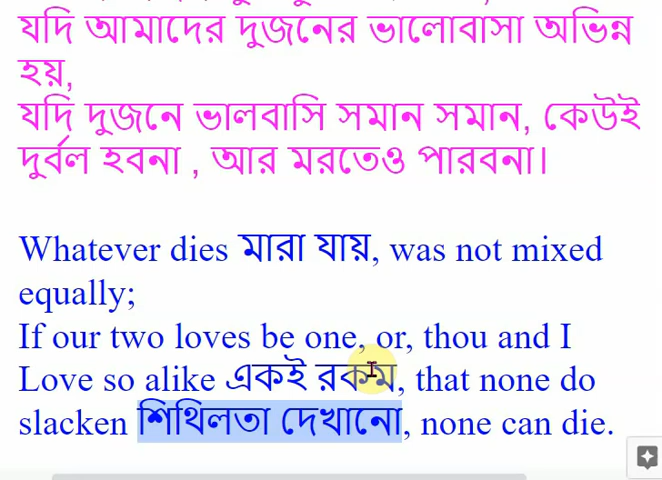 যদি আমাদের দুজনের ভালোবাসা অভিন্ন
হয়,
যদি দুজনে ভালবাসি সমান সমান, কেউই
দুর্বল হবনা , আর মরতেও পারবনা।
Whatever dies মারা যায়, was not mixed
equally;
If our two loves be one, or, thou and I
Love so alike একই রকম, that none do
slacken শিথিলতা দেখানো, none can die.